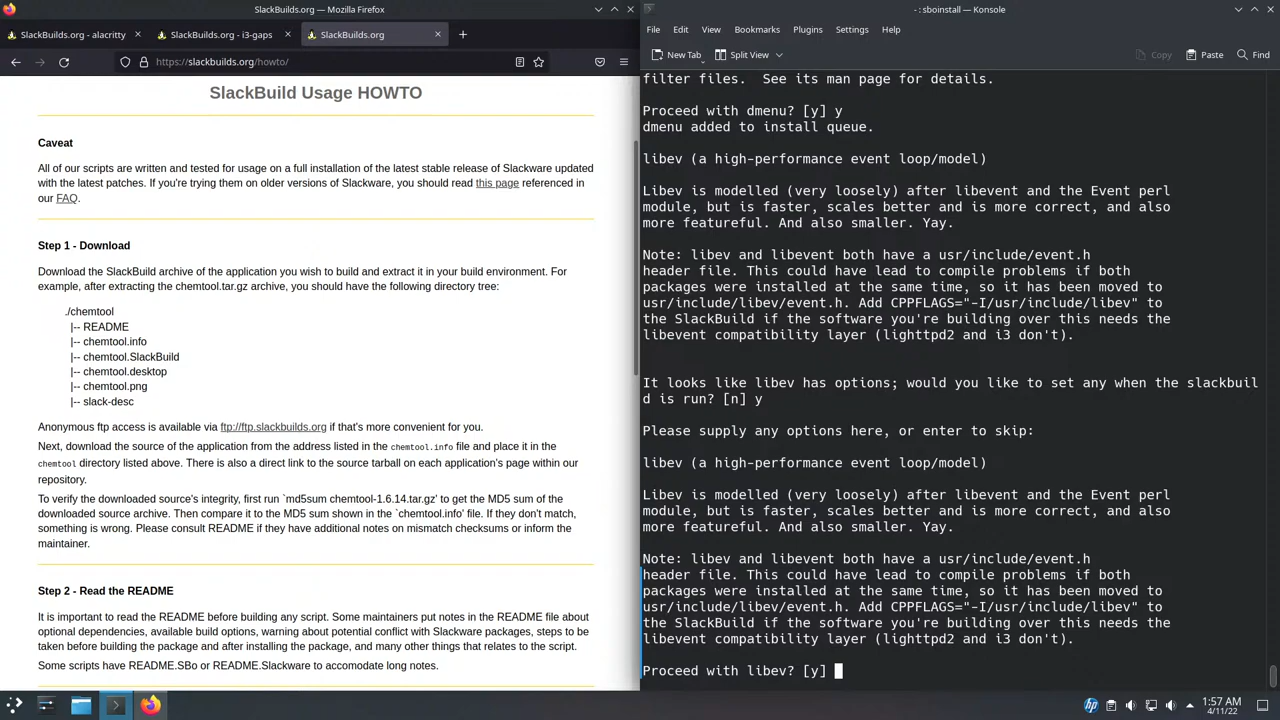 SlackBuilds.org — Mozilla Firefox
SlackBuilds.org - alacritty
SlackBuilds.org - i3-gaps
SlackBuilds.org
https://slackbuilds.org/howto/
SlackBuild Usage HOWTO
Caveat
All of our scripts are written and tested for usage on a full installation of the latest stable release of Slackware updated
with the latest patches. If you're trying them on older versions of Slackware, you should read this page referenced in
our FAQ.
Step 1 - Download
Download the SlackBuild archive of the application you wish to build and extract it in your build environment. For
example, after extracting the chemtool.tar.gz archive, you should have the following directory tree:
./chemtool
|-- README
|-- chemtool.info
|-- chemtool.SlackBuild
|-- chemtool.desktop
|-- chemtool.png
|-- slack-desc
Anonymous ftp access is available via ftp://ftp.slackbuilds.org if that's more convenient for you.
Next, download the source of the application from the address listed in the chemtool.info file and place it in the
chemtool directory listed above. There is also a direct link to the source tarball on each application's page within our
repository.
To verify the downloaded source's integrity, first run `md5sum chemtool-1.6.14.tar.gz' to get the MD5 sum of the
downloaded source archive. Then compare it to the MD5 sum shown in the `chemtool.info' file. If they don't match,
something is wrong. Please consult README if they have additional notes on mismatch checksums or inform the
maintainer.
Step 2 - Read the README
It is important to read the README before building any script. Some maintainers put notes in the README file about
optional dependencies, available build options, warning about potential conflict with Slackware packages, steps to be
taken before building the package and after installing the package, and many other things that relates to the script.
Some scripts have README.SBo or README.Slackware to accomodate long notes.
- : sboinstall — Konsole
File Edit View Bookmarks Plugins Settings Help
New Tab Split View Copy Paste Find
filter files.  See its man page for details.
Proceed with dmenu? [y] y
dmenu added to install queue.
libev (a high-performance event loop/model)
Libev is modelled (very loosely) after libevent and the Event perl
module, but is faster, scales better and is more correct, and also
more featureful. And also smaller. Yay.
Note: libev and libevent both have a usr/include/event.h
header file. This could have lead to compile problems if both
packages were installed at the same time, so it has been moved to
usr/include/libev/event.h. Add CPPFLAGS="-I/usr/include/libev" to
the SlackBuild if the software you're building over this needs the
libevent compatibility layer (lighttpd2 and i3 don't).
It looks like libev has options; would you like to set any when the slackbuil
d is run? [n] y
Please supply any options here, or enter to skip:
libev (a high-performance event loop/model)
Libev is modelled (very loosely) after libevent and the Event perl
module, but is faster, scales better and is more correct, and also
more featureful. And also smaller. Yay.
Note: libev and libevent both have a usr/include/event.h
header file. This could have lead to compile problems if both
packages were installed at the same time, so it has been moved to
usr/include/libev/event.h. Add CPPFLAGS="-I/usr/include/libev" to
the SlackBuild if the software you're building over this needs the
libevent compatibility layer (lighttpd2 and i3 don't).
Proceed with libev? [y]
hp
1:57 AM
4/11/22